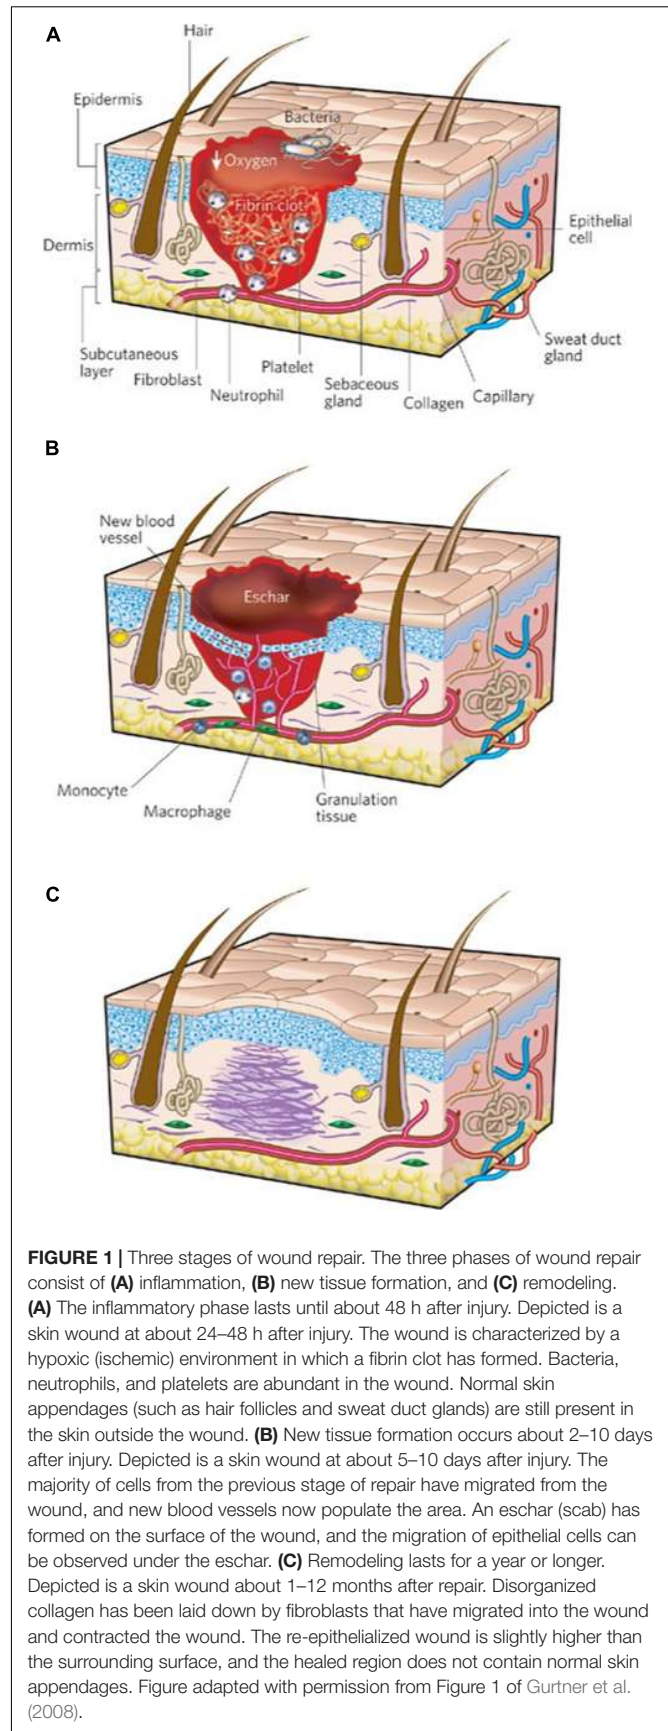 A
Hair
Epidermis
Bacteria
Oxygen
Fibrin clot
Epithelial
cell
Dermis
Sweat duct
gland
Subcutaneous
layer
Fibroblast
Neutrophil
Platelet
Sebaceous
gland
Collagen
Capillary
B
New blood
vessel
Eschar
Monocyte
Macrophage
Granulation
tissue
C
FIGURE 1 | Three stages of wound repair. The three phases of wound repair
consist of (A) inflammation, (B) new tissue formation, and (C) remodeling.
(A) The inflammatory phase lasts until about 48 h after injury. Depicted is a
skin wound at about 24–48 h after injury. The wound is characterized by a
hypoxic (ischemic) environment in which a fibrin clot has formed. Bacteria,
neutrophils, and platelets are abundant in the wound. Normal skin
appendages (such as hair follicles and sweat duct glands) are still present in
the skin outside the wound. (B) New tissue formation occurs about 2–10 days
after injury. Depicted is a skin wound at about 5–10 days after injury. The
majority of cells from the previous stage of repair have migrated from the
wound, and new blood vessels now populate the area. An eschar (scab) has
formed on the surface of the wound, and the migration of epithelial cells can
be observed under the eschar. (C) Remodeling lasts for a year or longer.
Depicted is a skin wound about 1–12 months after repair. Disorganized
collagen has been laid down by fibroblasts that have migrated into the wound
and contracted the wound. The re-epithelialized wound is slightly higher than
the surrounding surface, and the healed region does not contain normal skin
appendages. Figure adapted with permission from Figure 1 of Gurtner et al.
(2008).